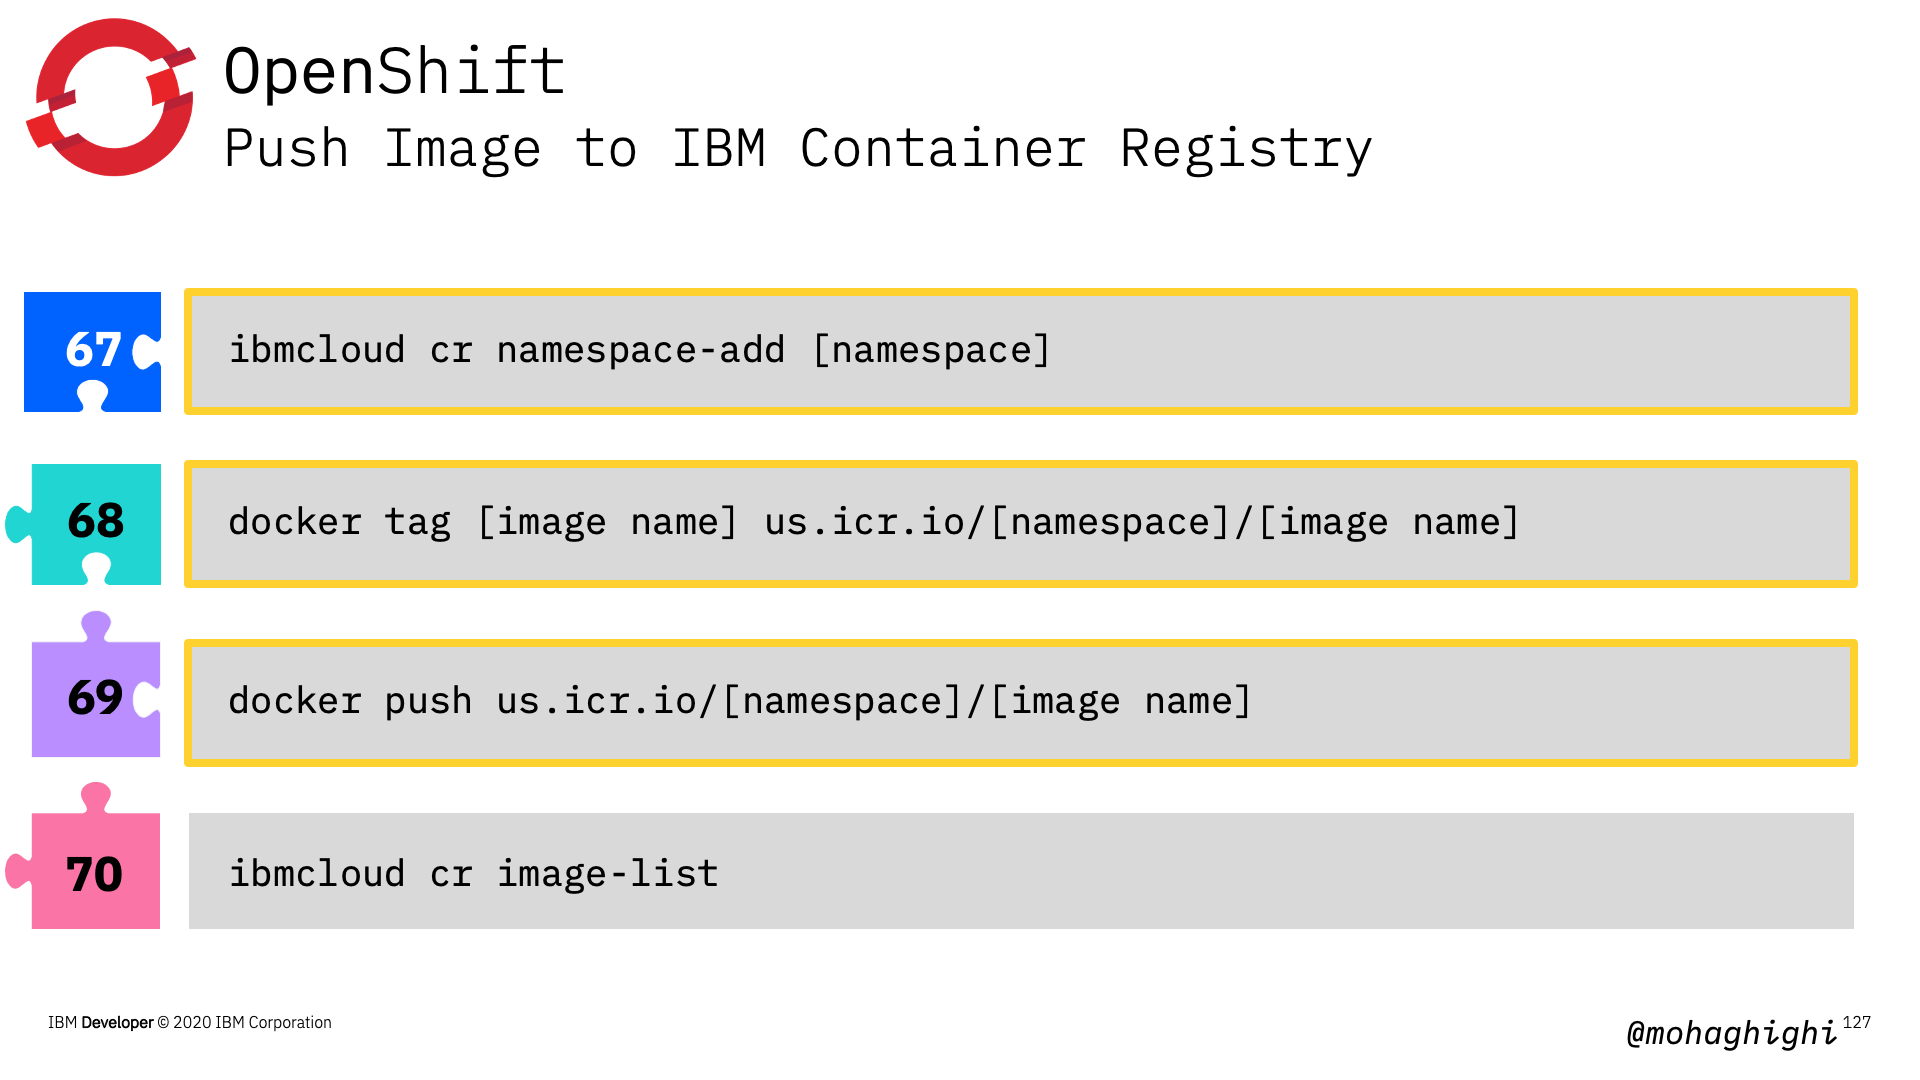 OpenShift
Push Image to IBM Container Registry
67
ibmcloud cr namespace-add [namespace]
68
docker tag [image name] us.icr.io/[namespace]/[image name]
69
docker push us.icr.io/[namespace]/[image name]
70
ibmcloud cr image-list
IBM Developer © 2020 IBM Corporation
@mohaghighi 127